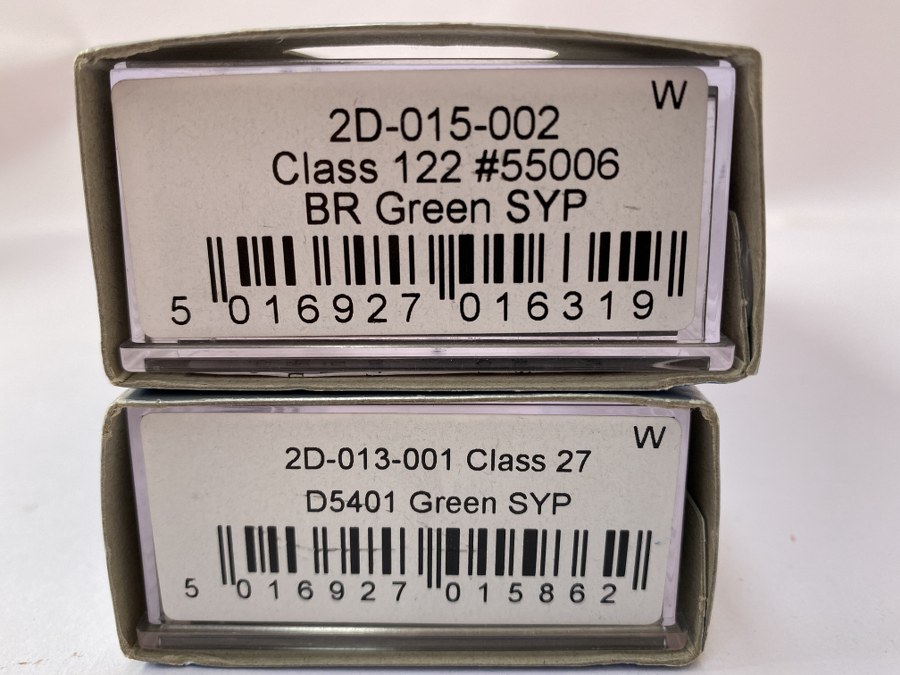 W
2D-015-002
Class 122 #55006
BR Green SYP
5 016927 016319
W
2D-013-001 Class 27
D5401 Green SYP
5 016927 015862